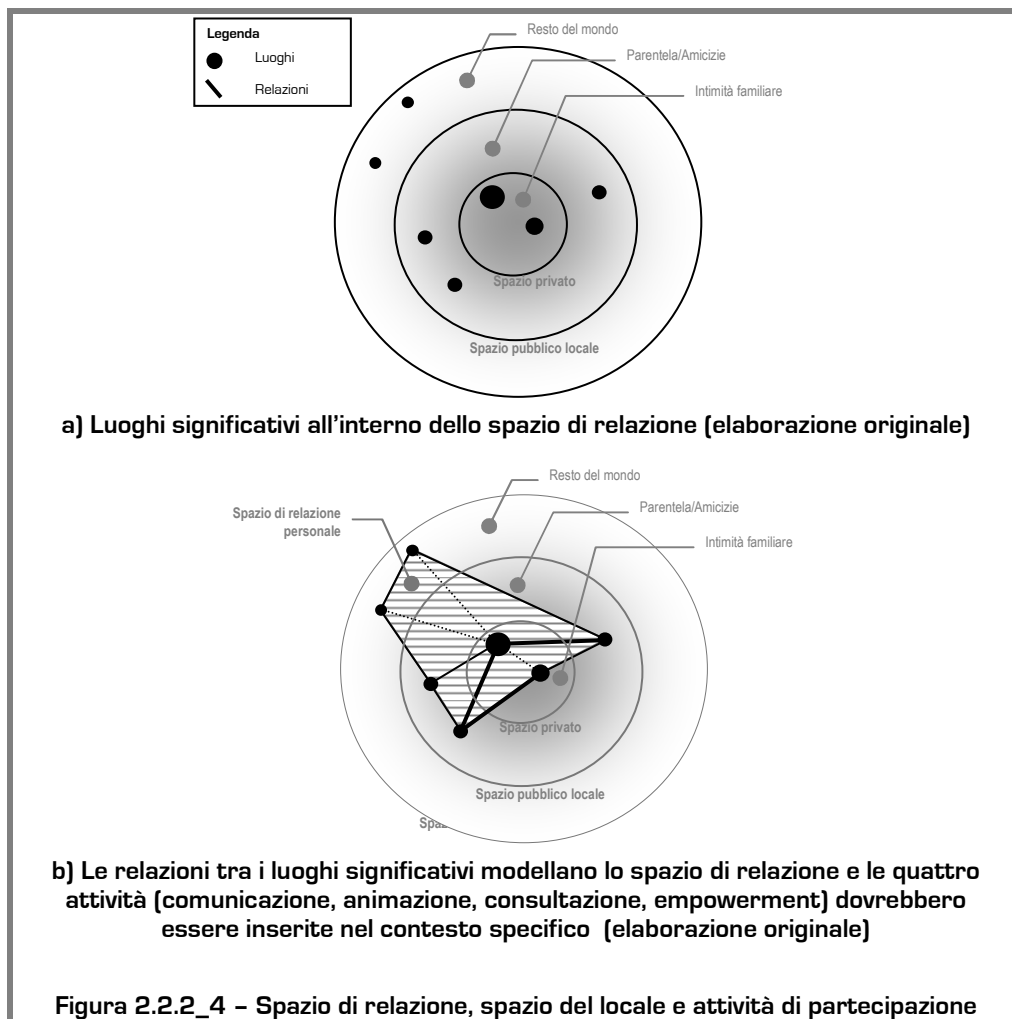 Legenda
Luoghi
Relazioni
Resto del mondo
Parentela/Amicizie
Intimità familiare
Spazio privato
Spazio pubblico locale
a) Luoghi significativi all'interno dello spazio di relazione (elaborazione originale)
Resto del mondo
Spazio di relazione
personale
Parentela/Amicizie
Intimità familiare
Spazio privato
Spazio pubblico locale
b) Le relazioni tra i luoghi significativi modellano lo spazio di relazione e le quattro
attività (comunicazione, animazione, consultazione, empowerment) dovrebbero
essere inserite nel contesto specifico (elaborazione originale)
Figura 2.2.2_4 – Spazio di relazione, spazio del locale e attività di partecipazione